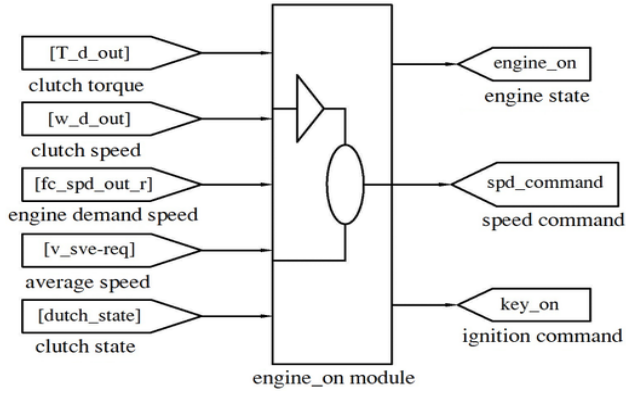 [T_d_out]
clutch torque
[w_d_out]
clutch speed
[fc_spd_out_r]
engine demand speed
[v_sve-req]
average speed
[dutch_state]
clutch state
engine_on module
engine_on
engine state
spd_command
speed command
key_on
ignition command